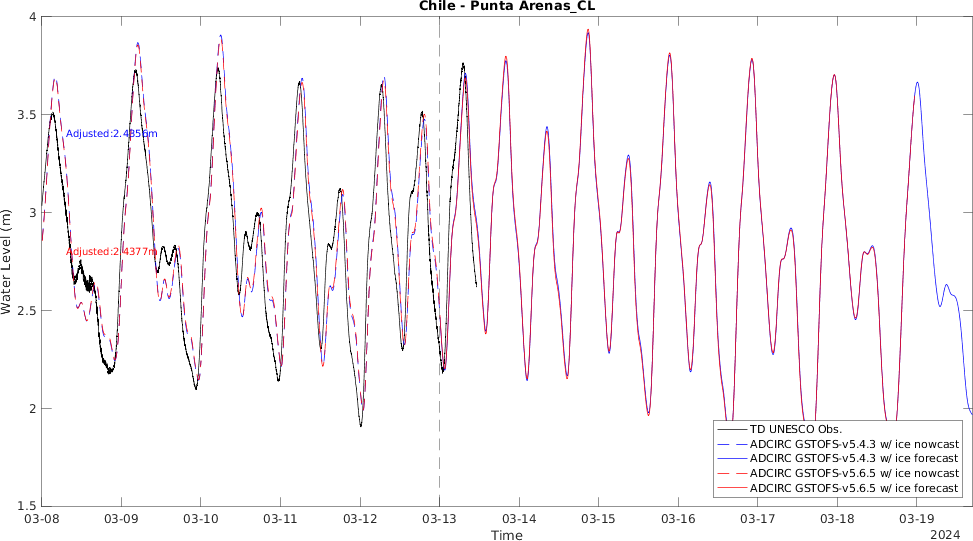 Chile - Punta Arenas_CL
4
3.5
3
2.5
2
1.5
Water Level (m)
Adjusted:2.4356m
Adjusted:2.4377m
TD UNESCO Obs.
ADCIRC GSTOFS-v5.4.3 w/ ice nowcast
ADCIRC GSTOFS-v5.4.3 w/ ice forecast
ADCIRC GSTOFS-v5.6.5 w/ ice nowcast
ADCIRC GSTOFS-v5.6.5 w/ ice forecast
03-08 03-09 03-10 03-11 03-12 03-13 03-14 03-15 03-16 03-17 03-18 03-19
Time
2024